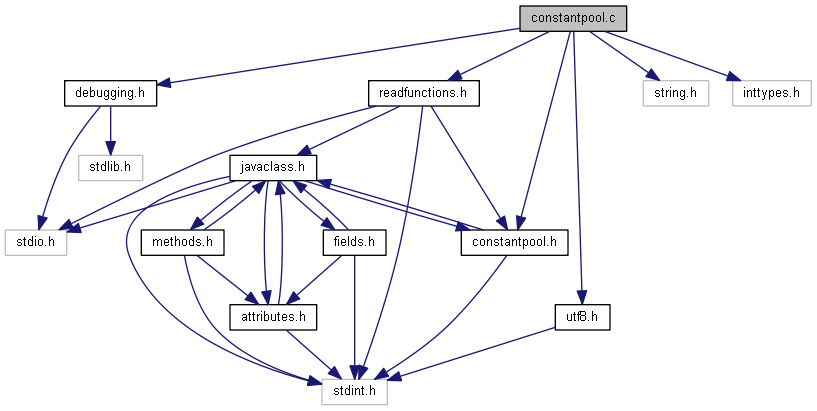 constantpool.c
debugging.h
readfunctions.h
string.h
inttypes.h
stdlib.h
javaclass.h
stdio.h
methods.h
fields.h
constantpool.h
attributes.h
utf8.h
stdint.h